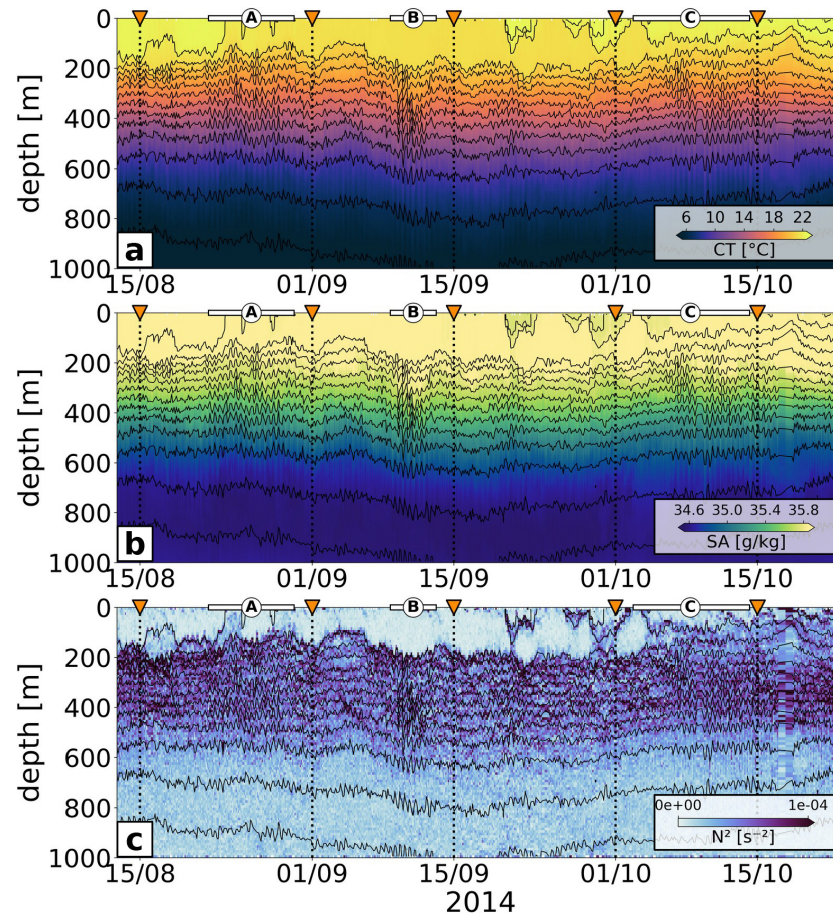 A B C
0
200
400
600
800
1000
depth [m]
a
6 10 14 18 22
CT [°C]
15/08 01/09 15/09 01/10 15/10
A B C
0
200
400
600
800
1000
depth [m]
b
34.6 35.0 35.4 35.8
SA [g/kg]
15/08 01/09 15/09 01/10 15/10
A B C
0
200
400
600
800
1000
depth [m]
c
0e+00 1e-04
N² [s⁻²]
15/08 01/09 15/09 01/10 15/10
2014